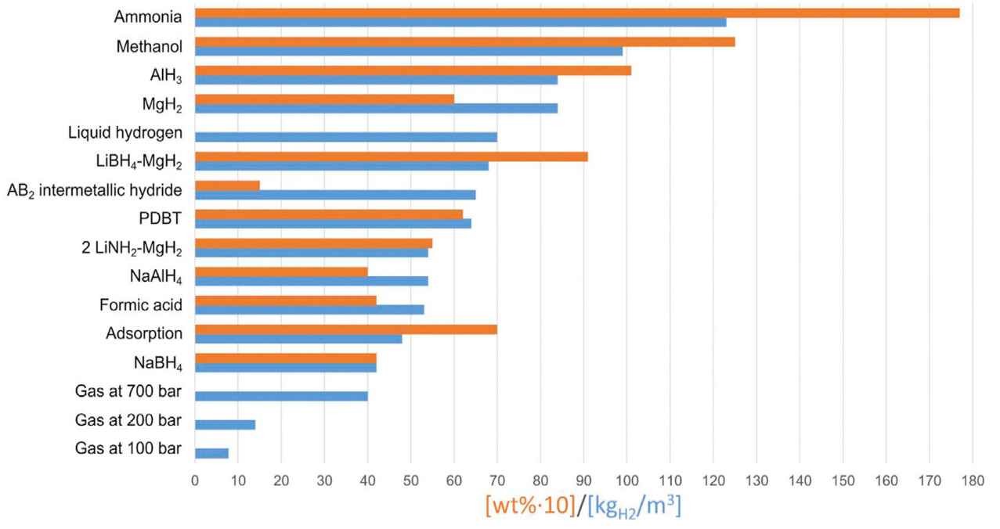 Ammonia
Methanol
AlH₃
MgH₂
Liquid hydrogen
LiBH₄-MgH₂
AB₂ intermetallic hydride
PDBT
2 LiNH₂-MgH₂
NaAlH₄
Formic acid
Adsorption
NaBH₄
Gas at 700 bar
Gas at 200 bar
Gas at 100 bar
0 10 20 30 40 50 60 70 80 90 100 110 120 130 140 150 160 170 180
[wt%·10]/[kg_H2/m³]